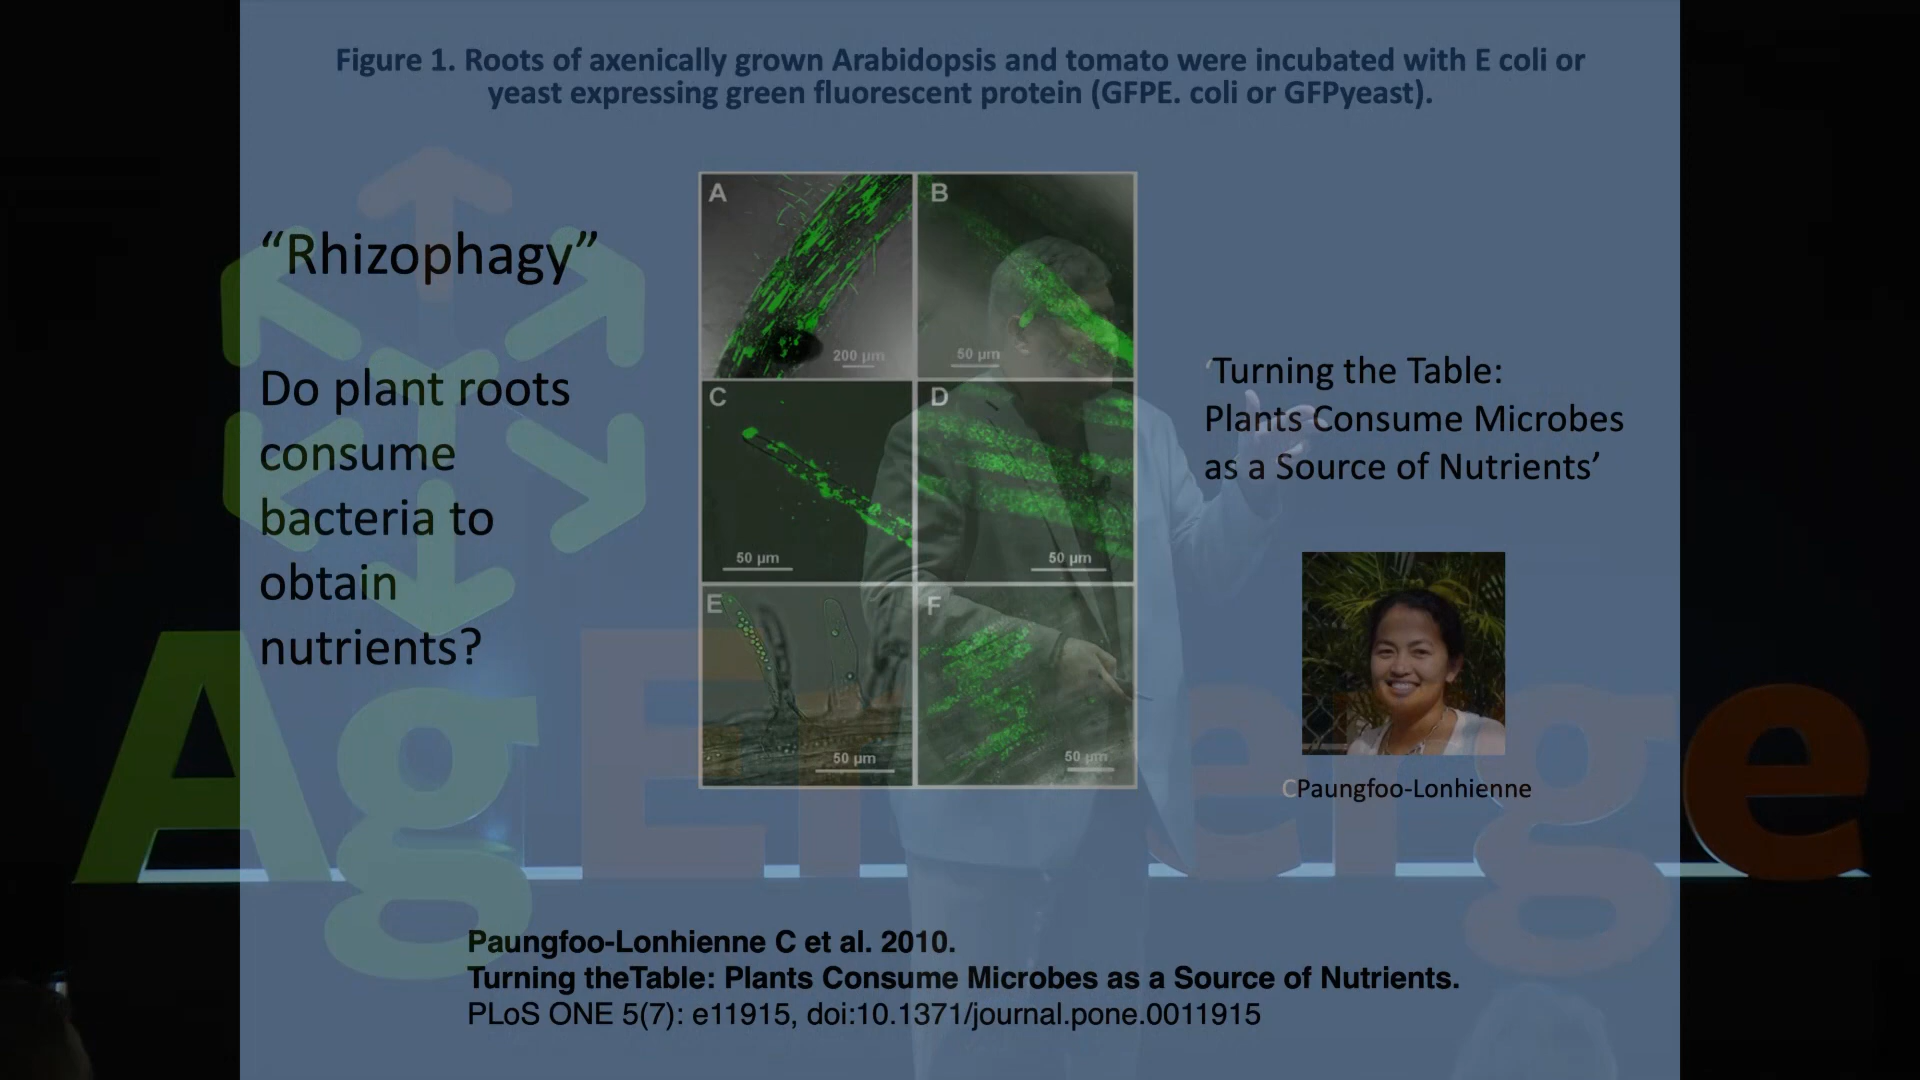 Figure 1. Roots of axenically grown Arabidopsis and tomato were incubated with E coli or
yeast expressing green fluorescent protein (GFPE. coli or GFPyeast).
“Rhizophagy”
Do plant roots
consume
bacteria to
obtain
nutrients?
A
200 µm
B
50 µm
C
50 µm
D
50 µm
E
50 µm
F
50 µm
‘Turning the Table:
Plants Consume Microbes
as a Source of Nutrients’
CPaungfoo-Lonhienne
AgEmerge
Paungfoo-Lonhienne C et al. 2010.
Turning theTable: Plants Consume Microbes as a Source of Nutrients.
PLoS ONE 5(7): e11915, doi:10.1371/journal.pone.0011915